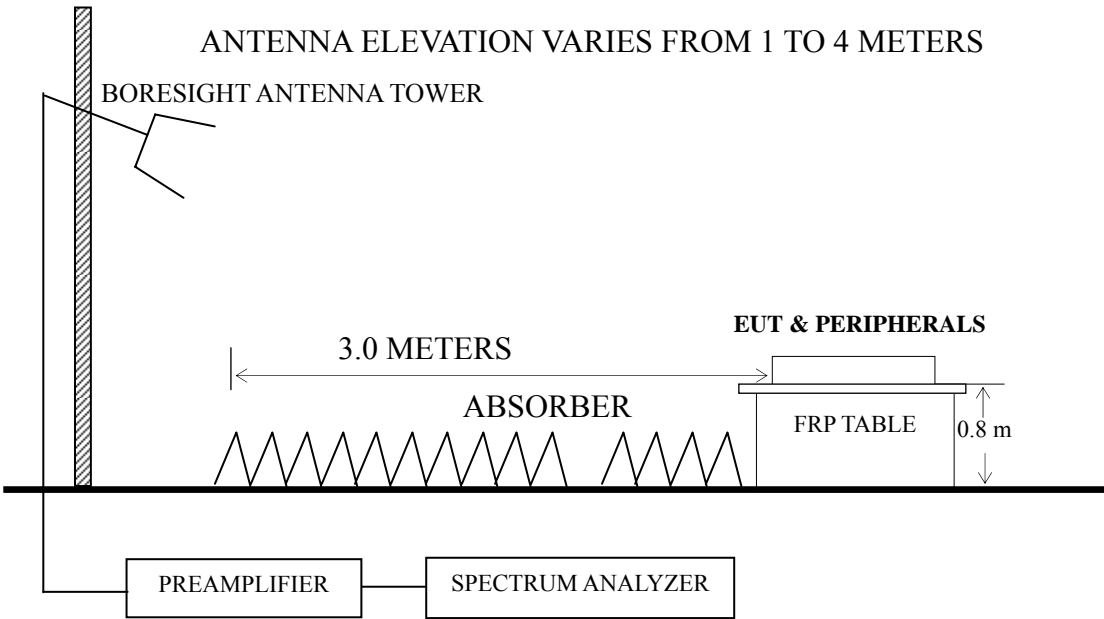 ANTENNA ELEVATION VARIES FROM 1 TO 4 METERS
BORESIGHT ANTENNA TOWER
EUT & PERIPHERALS
3.0 METERS
ABSORBER
FRP TABLE
0.8 m
PREAMPLIFIER
SPECTRUM ANALYZER